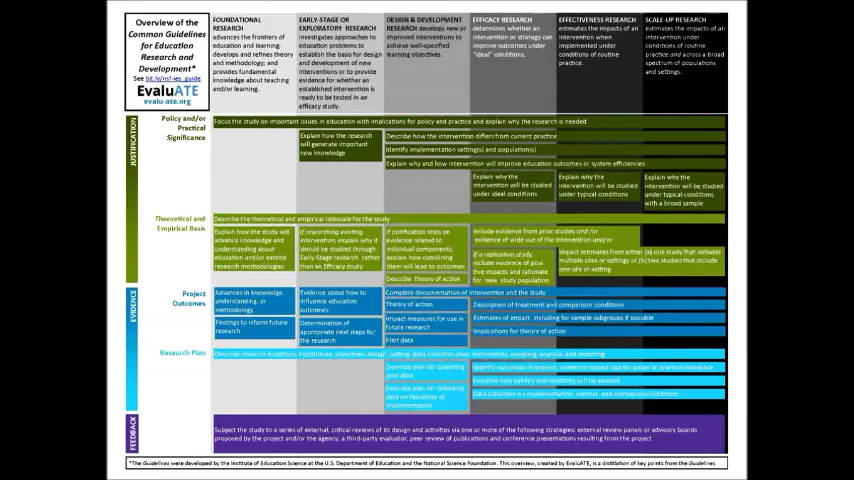 Overview of the
Common Guidelines
for Education
Research and
Development*
See bit.ly/nsf-ies_guide
EvaluATE
evalu-ate.org
FOUNDATIONAL
RESEARCH
advances the frontiers of
education and learning;
develops and refines theory
and methodology; and
provides fundamental
knowledge about teaching
and/or learning.
EARLY-STAGE OR
EXPLORATORY RESEARCH
investigates approaches to
education problems to
establish the basis for design
and development of new
interventions or to provide
evidence for whether an
established intervention is
ready to be tested in an
efficacy study.
DESIGN & DEVELOPMENT
RESEARCH develops new or
improved interventions to
achieve well-specified
learning objectives.
EFFICACY RESEARCH
determines whether an
intervention or strategy can
improve outcomes under
"ideal" conditions.
EFFECTIVENESS RESEARCH
estimates the impacts of an
intervention when
implemented under
conditions of routine
practice.
SCALE-UP RESEARCH
estimates the impacts of an
intervention under
conditions of routine
practice and across a broad
spectrum of populations
and settings.
JUSTIFICATION
Policy and/or
Practical
Significance
Focus the study on important issues in education with implications for policy and practice and explain why the research is needed
Explain how the research
will generate important
new knowledge
Describe how the intervention differs from current practice
Identify implementation setting(s) and population(s)
Explain why and how intervention will improve education outcomes or system efficiencies
Explain why the
intervention will be studied
under ideal conditions
Explain why the
intervention will be studied
under typical conditions
Explain why the
intervention will be studied
under typical conditions
with a broad sample
Theoretical and
Empirical Basis
Describe the theoretical and empirical rationale for the study
Explain how the study will
advance knowledge and
understanding about
education and/or extend
research methodologies
If researching existing
intervention, explain why it
should be studied through
Early-Stage research rather
than an Efficacy study
If justification rests on
evidence related to
individual components,
explain how combining
them will lead to outcomes
Describe theory of action
Include evidence from prior studies and/or
evidence of wide use of the intervention and/or
If a replication study,
include evidence of posi-
tive impacts and rationale
for new study population
Impact estimates from either (a) one study that includes
multiple sites or settings or (b) two studies that include
one site or setting
EVIDENCE
Project
Outcomes
Advances in knowledge,
understanding, or
methodology
Findings to inform future
research
Evidence about how to
influence education
outcomes
Determination of
appropriate next steps for
the research
Complete documentation of intervention and the study
Theory of action
Impact measures for use in
future research
Pilot data
Description of treatment and comparison conditions
Estimates of impact, including for sample subgroups if possible
Implications for theory of action
Research Plan
Describe research questions, hypotheses, objectives, design, setting, data collection plan, instruments, sampling, analysis, and reporting
Describe plan for collecting
pilot data
Describe plan for collecting
data on feasibility of
implementation
Identify outcomes of interest, minimum impact size for policy or practical relevance
Describe how validity and reliability will be assessed
Data collection on implementation, context, and comparison conditions
FEEDBACK
Subject the study to a series of external, critical reviews of its design and activities via one or more of the following strategies: external review panels or advisory boards
proposed by the project and/or the agency, a third-party evaluator, peer review of publications and conference presentations resulting from the project
*The Guidelines were developed by the Institute of Education Science at the U.S. Department of Education and the National Science Foundation. This overview, created by EvaluATE, is a distillation of key points from the Guidelines